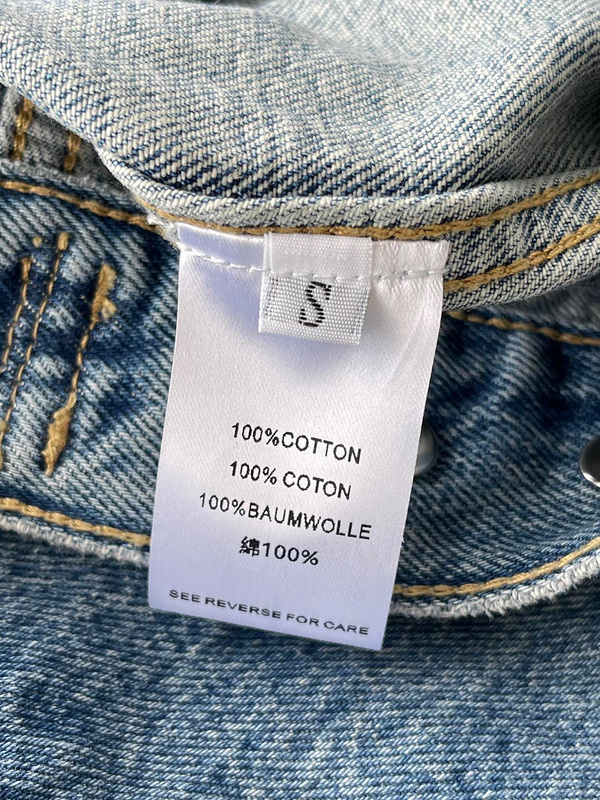 S
100%COTTON
100% COTON
100%BAUMWOLLE
綿100%
SEE REVERSE FOR CARE